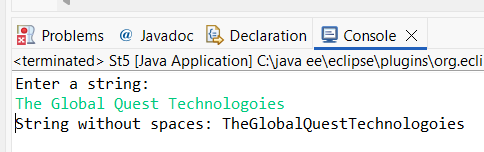 Problems @ Javadoc Declaration Console ×
<terminated> St5 [Java Application] C:\java ee\eclipse\plugins\org.ecli
Enter a string:
The Global Quest Technologoies
String without spaces: TheGlobalQuestTechnologoies